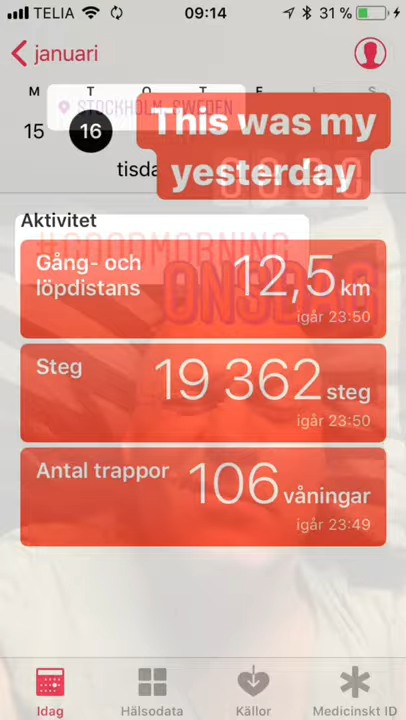 TELIA 09:14 31 %
januari
M T O T F L S
STOCKHOLM, SWEDEN
15 16
This was my
yesterday
tisda
Aktivitet
#GOODMORNING
ONSDAG
Gång- och
löpdistans
12,5 km
igår 23:50
Steg
19 362 steg
igår 23:50
Antal trappor
106 våningar
igår 23:49
Idag Hälsodata Källor Medicinskt ID